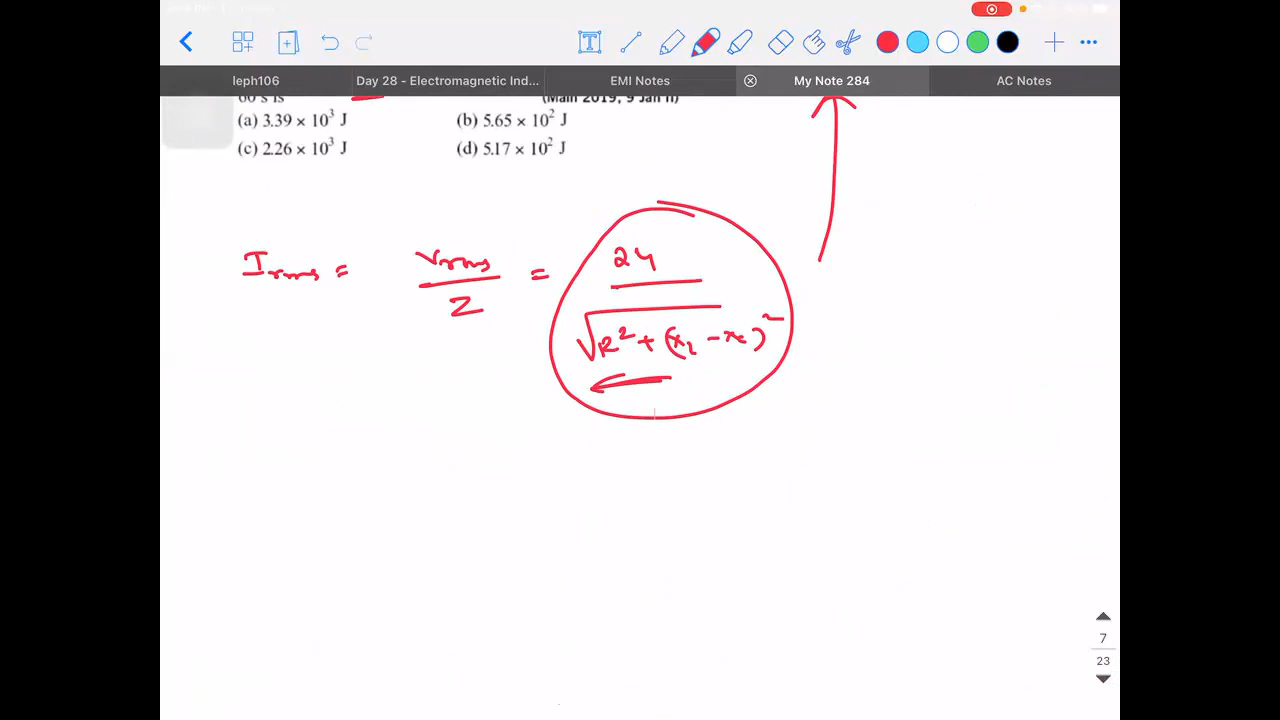 leph106 Day 28 - Electromagnetic Ind... EMI Notes My Note 284 AC Notes
60 s is (Main 2019, 9 Jan II)
(a) 3.39 × 10³ J (b) 5.65 × 10² J
(c) 2.26 × 10³ J (d) 5.17 × 10² J
Irms = Vrms / Z = 24 / √R² + (x_L - x_c)²
7
23